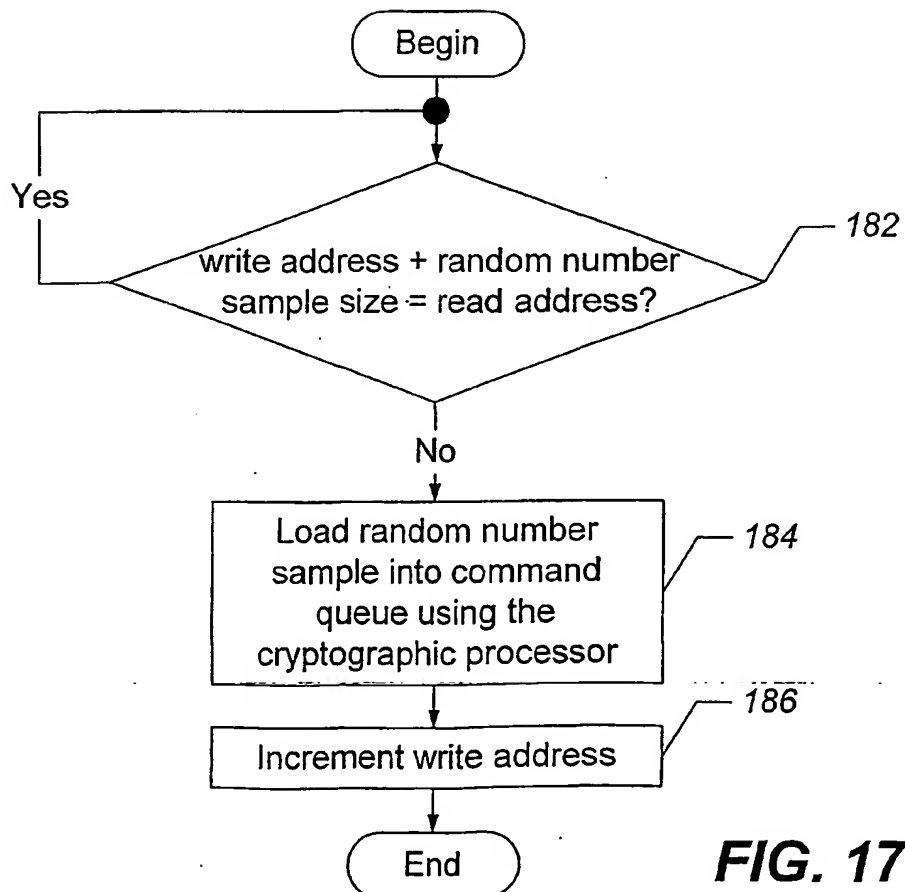 Begin
Yes
write address + random number
sample size = read address?
182
No
Load random number
sample into command
queue using the
cryptographic processor
184
186
Increment write address
End
FIG. 17